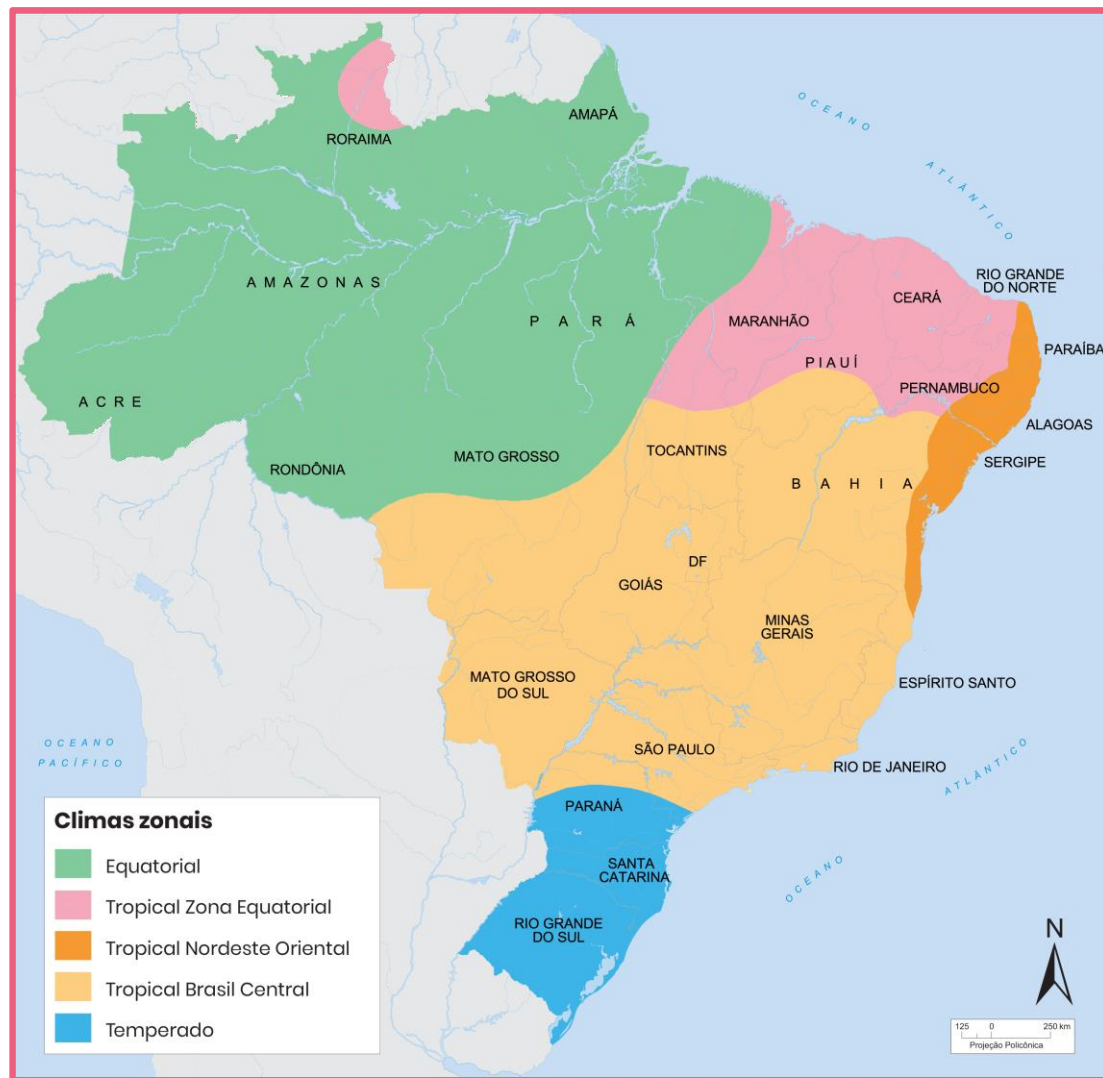 OCEANO
ATLÂNTICO
AMAPÁ
RORAIMA
RIO GRANDE
DO NORTE
AMAZONAS
CEARÁ
PARÁ
MARANHÃO
PARAÍBA
PIAUÍ
PERNAMBUCO
ACRE
ALAGOAS
TOCANTINS
MATO GROSSO
SERGIPE
RONDÔNIA
BAHIA
DF
GOIÁS
MINAS
GERAIS
MATO GROSSO
DO SUL
ESPÍRITO SANTO
OCEANO
PACÍFICO
SÃO PAULO
RIO DE JANEIRO
ATLÂNTICO
PARANÁ
OCEANO
SANTA
CATARINA
RIO GRANDE
DO SUL
Climas zonais
Equatorial
Tropical Zona Equatorial
Tropical Nordeste Oriental
Tropical Brasil Central
Temperado
N
125 0 250 km
Projeção Policônica